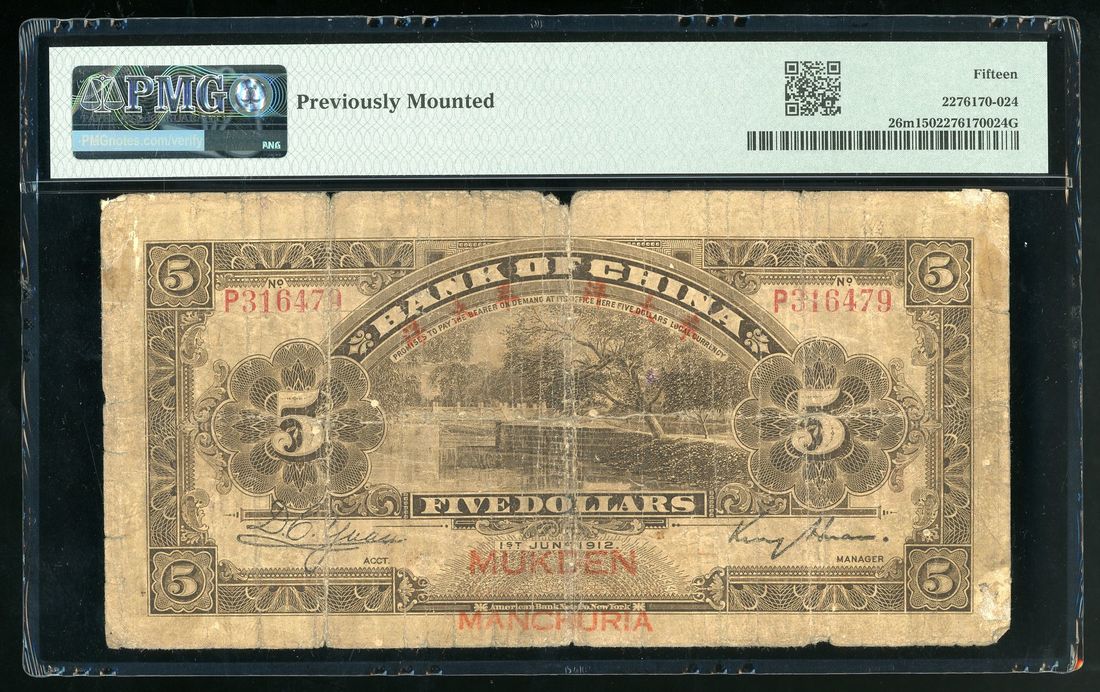 PMG
PMGnotes.com/verify
PNG
Previously Mounted
Fifteen
2276170-024
26m1502276170024G
5
5
Nº
P316479
Nº
P316479
BANK OF CHINA
PROMISES TO PAY THE BEARER ON DEMAND AT ITS OFFICE HERE FIVE DOLLARS LOCAL CURRENCY
5
5
FIVE DOLLARS
ACCT.
1ST JUNE 1912
MANAGER
MUKDEN
5
5
American Bank Note Co. New York
MANCHURIA